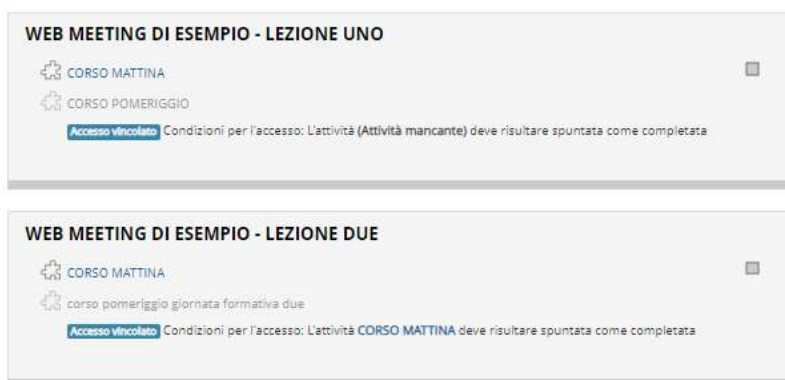 WEB MEETING DI ESEMPIO - LEZIONE UNO
CORSO MATTINA
CORSO POMERIGGIO
Accesso vincolato Condizioni per l'accesso: L'attività (Attività mancante) deve risultare spuntata come completata
WEB MEETING DI ESEMPIO - LEZIONE DUE
CORSO MATTINA
corso pomeriggio giornata formativa due
Accesso vincolato Condizioni per l'accesso: L'attività CORSO MATTINA deve risultare spuntata come completata